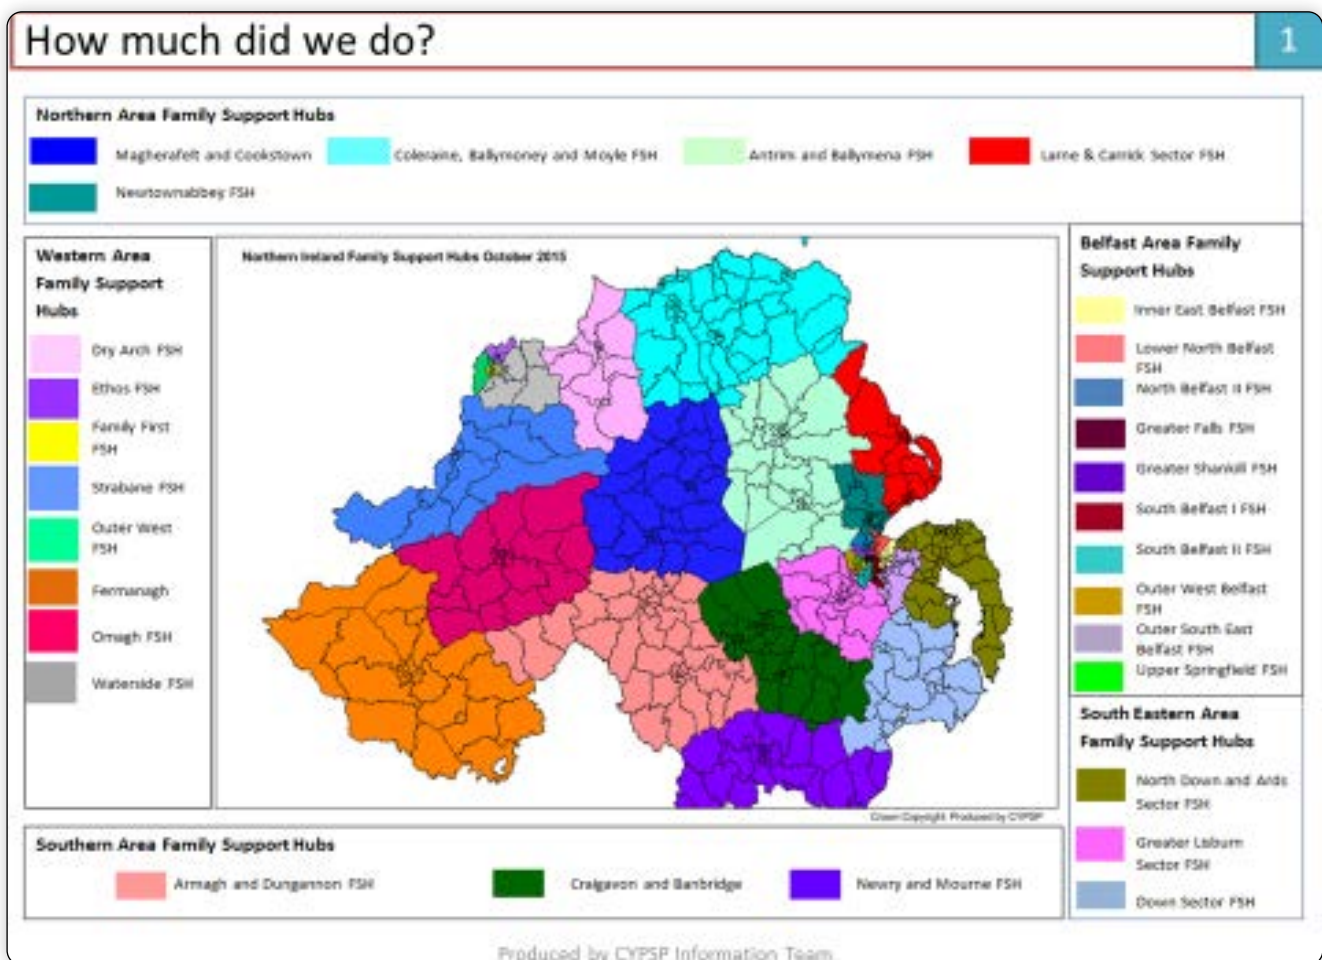 How much did we do?
1
Northern Area Family Support Hubs
Magherafelt and Cookstown
Coleraine, Ballymoney and Moyle FSH
Antrim and Ballymena FSH
Larne & Carrick Sector FSH
Newtownabbey FSH
Western Area
Family Support
Hubs
Dry Arch FSH
Ethos FSH
Family First
FSH
Strabane FSH
Outer West
FSH
Fermanagh
Omagh FSH
Waterside FSH
Northern Ireland Family Support Hubs October 2015
Crown Copyright. Produced by CYPSP
Belfast Area Family
Support Hubs
Inner East Belfast FSH
Lower North Belfast
FSH
North Belfast II FSH
Greater Falls FSH
Greater Shankill FSH
South Belfast I FSH
South Belfast II FSH
Outer West Belfast
FSH
Outer South East
Belfast FSH
Upper Springfield FSH
South Eastern Area
Family Support Hubs
North Down and Ards
Sector FSH
Greater Lisburn
Sector FSH
Down Sector FSH
Southern Area Family Support Hubs
Armagh and Dungannon FSH
Craigavon and Banbridge
Newry and Mourne FSH
Produced by CYPSP Information Team